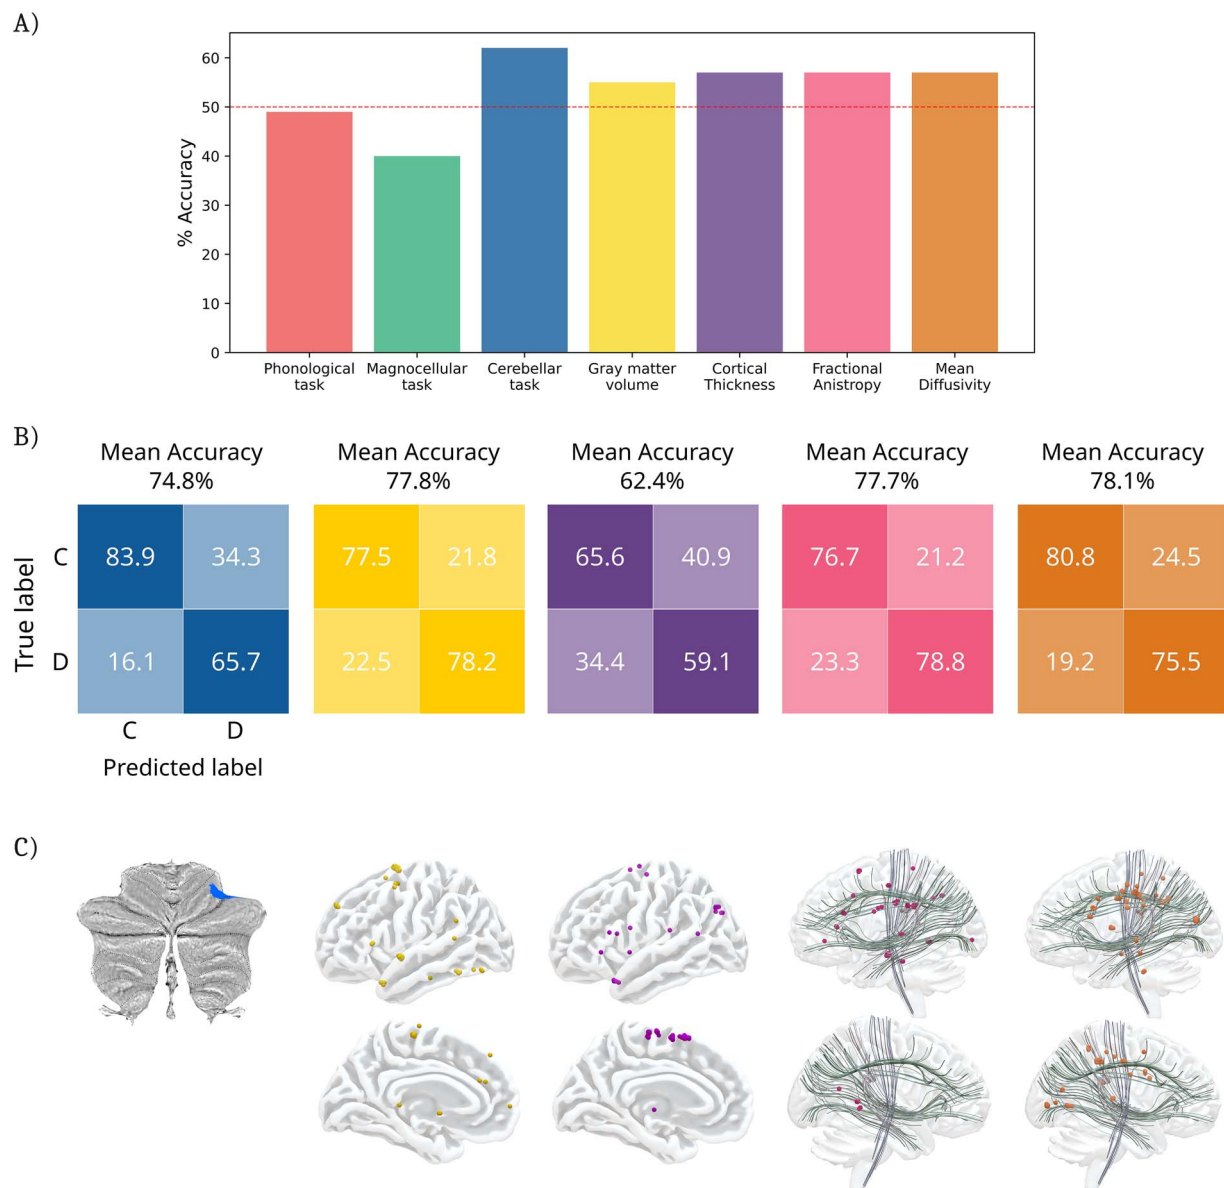 A)
% Accuracy
60
50
40
30
20
10
0
Phonological task
Magnocellular task
Cerebellar task
Gray matter volume
Cortical Thickness
Fractional Anistropy
Mean Diffusivity
B)
Mean Accuracy
74.8%
Mean Accuracy
77.8%
Mean Accuracy
62.4%
Mean Accuracy
77.7%
Mean Accuracy
78.1%
True label
C 83.9 34.3 77.5 21.8 65.6 40.9 76.7 21.2 80.8 24.5
D 16.1 65.7 22.5 78.2 34.4 59.1 23.3 78.8 19.2 75.5
C D
Predicted label
C)